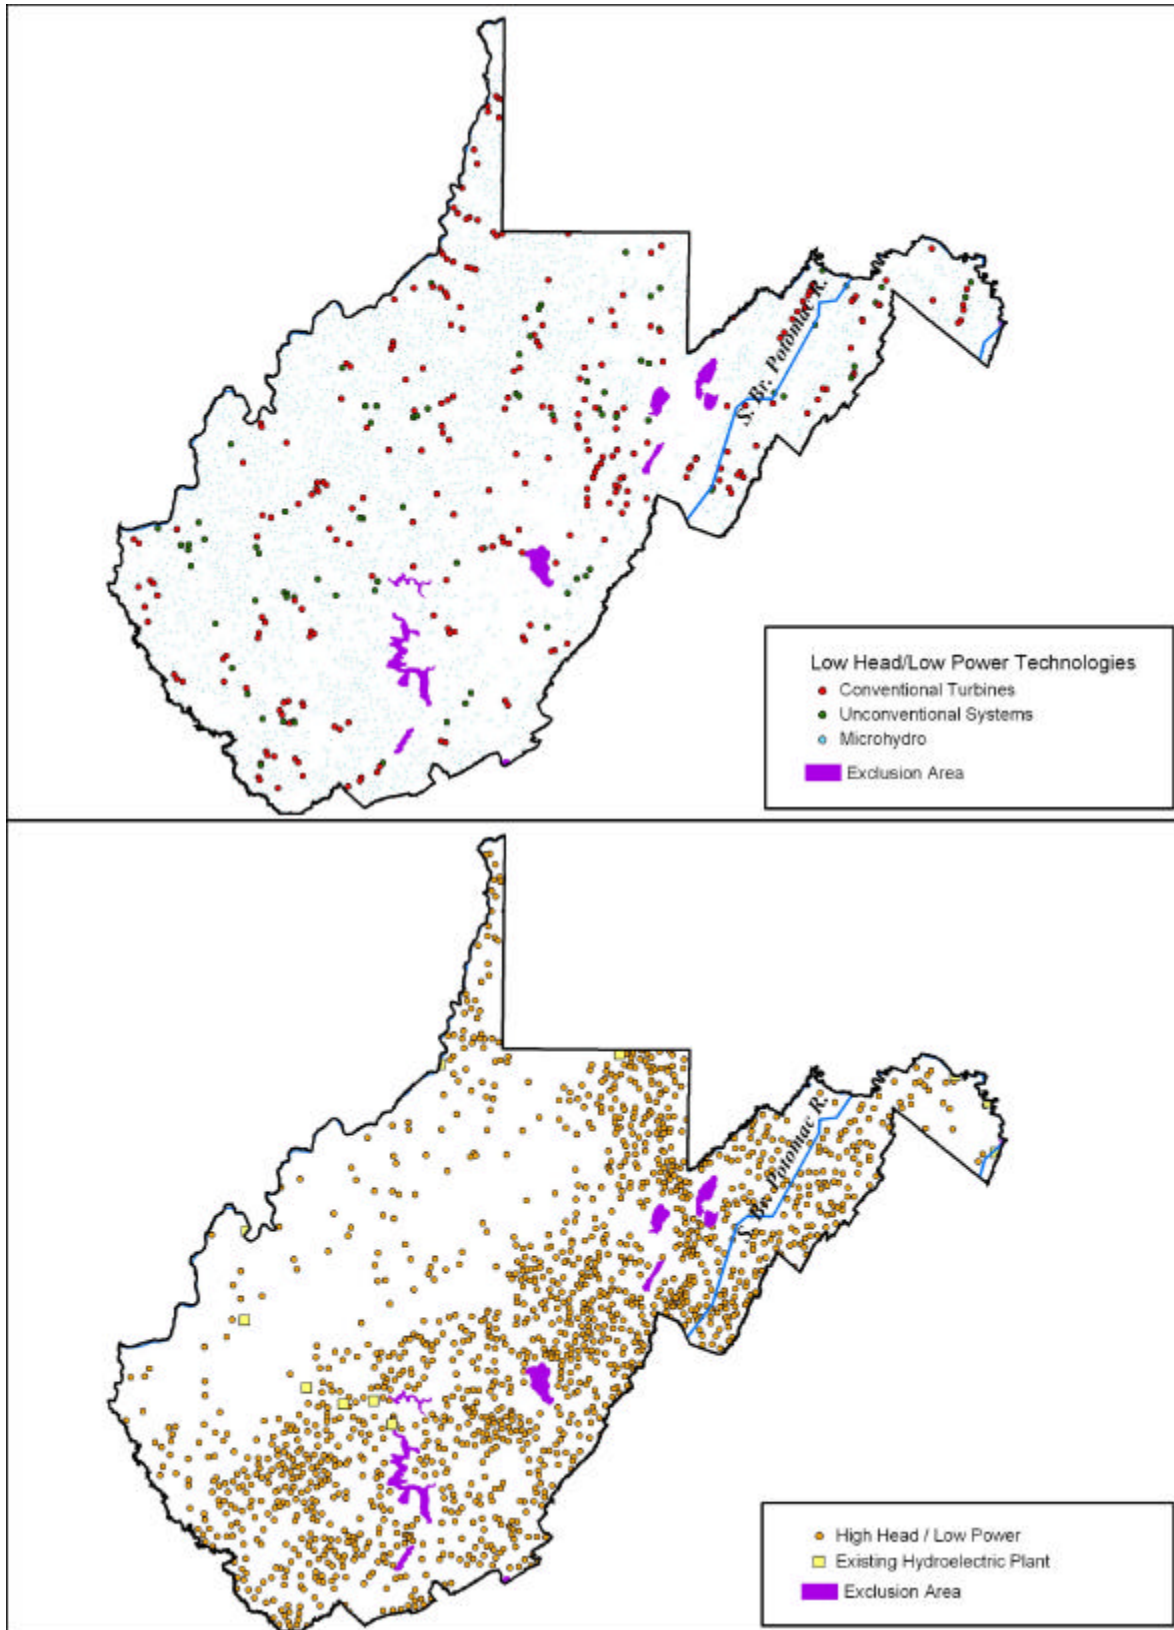 S. Br. Potomac R.
Low Head/Low Power Technologies
Conventional Turbines
Unconventional Systems
Microhydro
Exclusion Area
S. Br. Potomac R.
High Head / Low Power
Existing Hydroelectric Plant
Exclusion Area